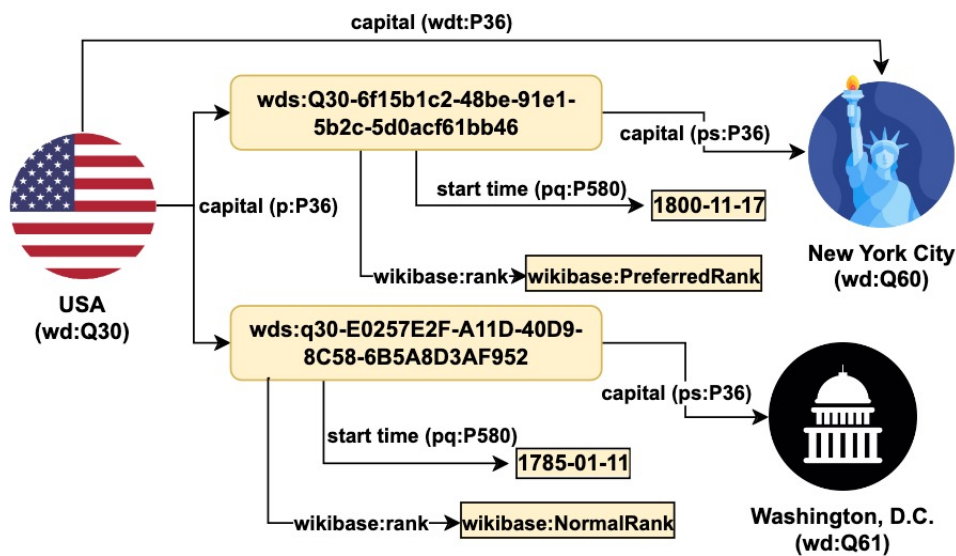 capital (wdt:P36)
wds:Q30-6f15b1c2-48be-91e1-
5b2c-5d0acf61bb46
capital (ps:P36)
capital (p:P36)
start time (pq:P580)
1800-11-17
New York City
(wd:Q60)
wikibase:rank
wikibase:PreferredRank
USA
(wd:Q30)
wds:q30-E0257E2F-A11D-40D9-
8C58-6B5A8D3AF952
capital (ps:P36)
start time (pq:P580)
1785-01-11
wikibase:rank
wikibase:NormalRank
Washington, D.C.
(wd:Q61)